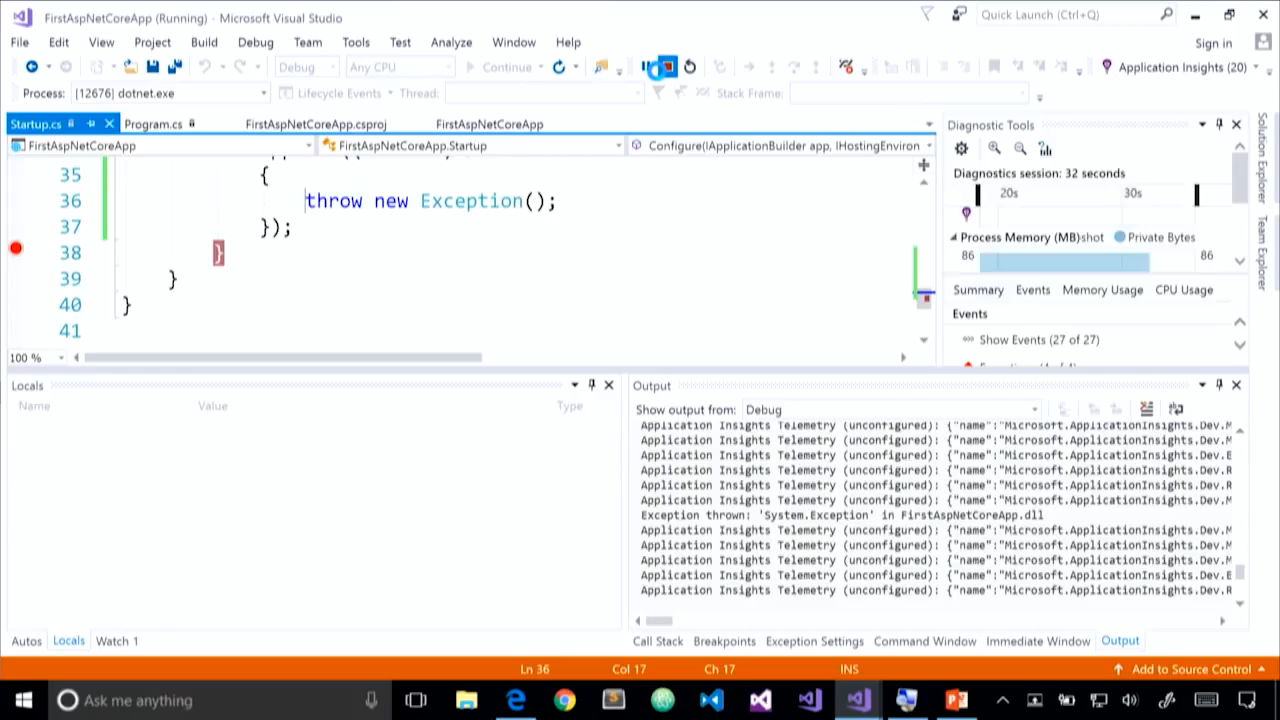 FirstAspNetCoreApp (Running) - Microsoft Visual Studio
Quick Launch (Ctrl+Q)
File Edit View Project Build Debug Team Tools Test Analyze Window Help
Sign in
Debug Any CPU Continue Application Insights (20)
Process: [12676] dotnet.exe Lifecycle Events Thread: Stack Frame:
Startup.cs Program.cs FirstAspNetCoreApp.csproj FirstAspNetCoreApp
FirstAspNetCoreApp FirstAspNetCoreApp.Startup Configure(IApplicationBuilder app, IHostingEnviron
35 {
36 throw new Exception();
37 });
38 }
39 }
40 }
41
100 %
Diagnostic Tools
Diagnostics session: 32 seconds
20s 30s
Process Memory (MB)shot Private Bytes
86 86
Summary Events Memory Usage CPU Usage
Events
Show Events (27 of 27)
Solution Explorer
Team Explorer
Locals
Name Value Type
Autos Locals Watch 1
Output
Show output from: Debug
Application Insights Telemetry (unconfigured): {"name":"Microsoft.ApplicationInsights.Dev.M
Application Insights Telemetry (unconfigured): {"name":"Microsoft.ApplicationInsights.Dev.M
Application Insights Telemetry (unconfigured): {"name":"Microsoft.ApplicationInsights.Dev.E
Application Insights Telemetry (unconfigured): {"name":"Microsoft.ApplicationInsights.Dev.R
Application Insights Telemetry (unconfigured): {"name":"Microsoft.ApplicationInsights.Dev.R
Application Insights Telemetry (unconfigured): {"name":"Microsoft.ApplicationInsights.Dev.M
Exception thrown: 'System.Exception' in FirstAspNetCoreApp.dll
Application Insights Telemetry (unconfigured): {"name":"Microsoft.ApplicationInsights.Dev.M
Application Insights Telemetry (unconfigured): {"name":"Microsoft.ApplicationInsights.Dev.M
Application Insights Telemetry (unconfigured): {"name":"Microsoft.ApplicationInsights.Dev.M
Application Insights Telemetry (unconfigured): {"name":"Microsoft.ApplicationInsights.Dev.E
Application Insights Telemetry (unconfigured): {"name":"Microsoft.ApplicationInsights.Dev.R
Call Stack Breakpoints Exception Settings Command Window Immediate Window Output
Ln 36 Col 17 Ch 17 INS Add to Source Control
Ask me anything